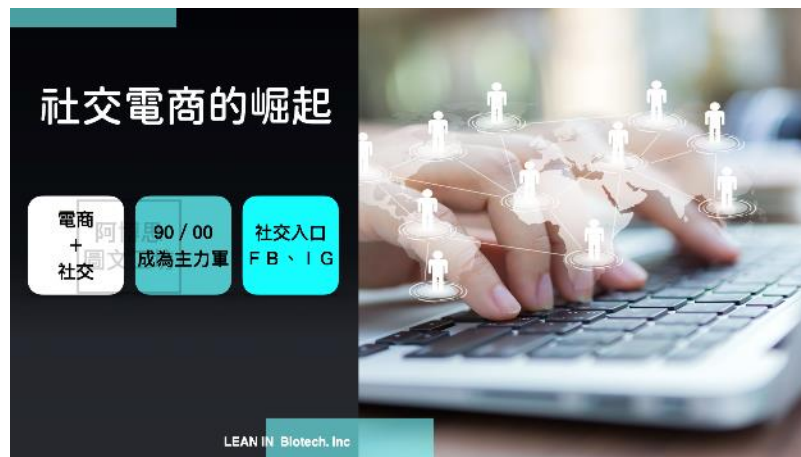 社交電商的崛起
電商
+
社交
90 / 00
成為主力軍
社交入口
ＦＢ、ＩＧ
LEAN IN Biotech. Inc